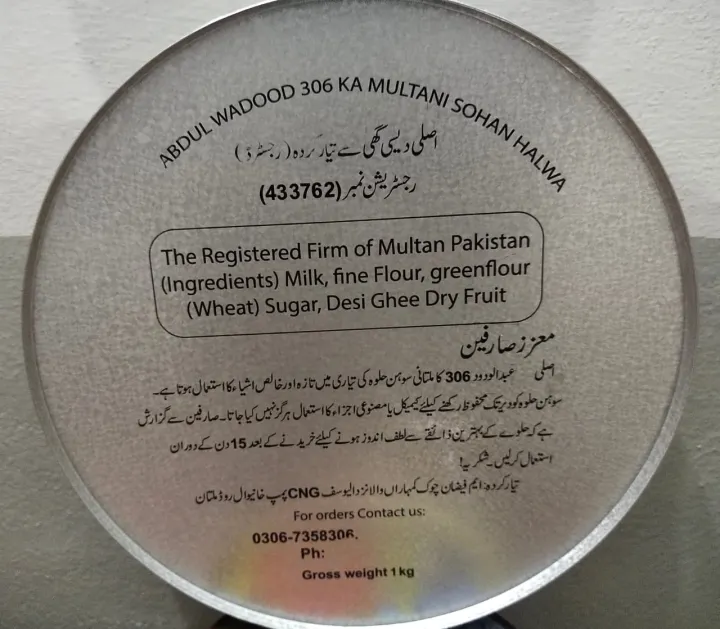 ABDUL WADOOD 306 KA MULTANI SOHAN HALWA
اصلی دیسی گھی سے تیار کردہ (رجسٹرڈ)
رجسٹریشن نمبر (433762)
The Registered Firm of Multan Pakistan
(Ingredients) Milk, fine Flour, greenflour
(Wheat) Sugar, Desi Ghee Dry Fruit
معزز صارفین
اصلی عبدالودود 306 کا ملتانی سوہن حلوہ کی تیاری میں تازہ اور خالص اشیاء کا استعمال ہوتا ہے۔
سوہن حلوہ کو دیر تک محفوظ رکھنے کیلئے کیمیکل یا مصنوعی اجزاء کا استعمال ہرگز نہیں کیا جاتا۔ صارفین سے گزارش
ہے کہ حلوے کے بہترین ذائقے سے لطف اندوز ہونے کیلئے خریدنے کے بعد 15 دن کے دوران
استعمال کر لیں۔ شکریہ!
تیار کردہ: ایم فیضان چوک کمہاراں والا نزد الیوسف CNG پمپ خانیوال روڈ ملتان
For orders Contact us:
0306-7358306.
Ph:
Gross weight 1 kg